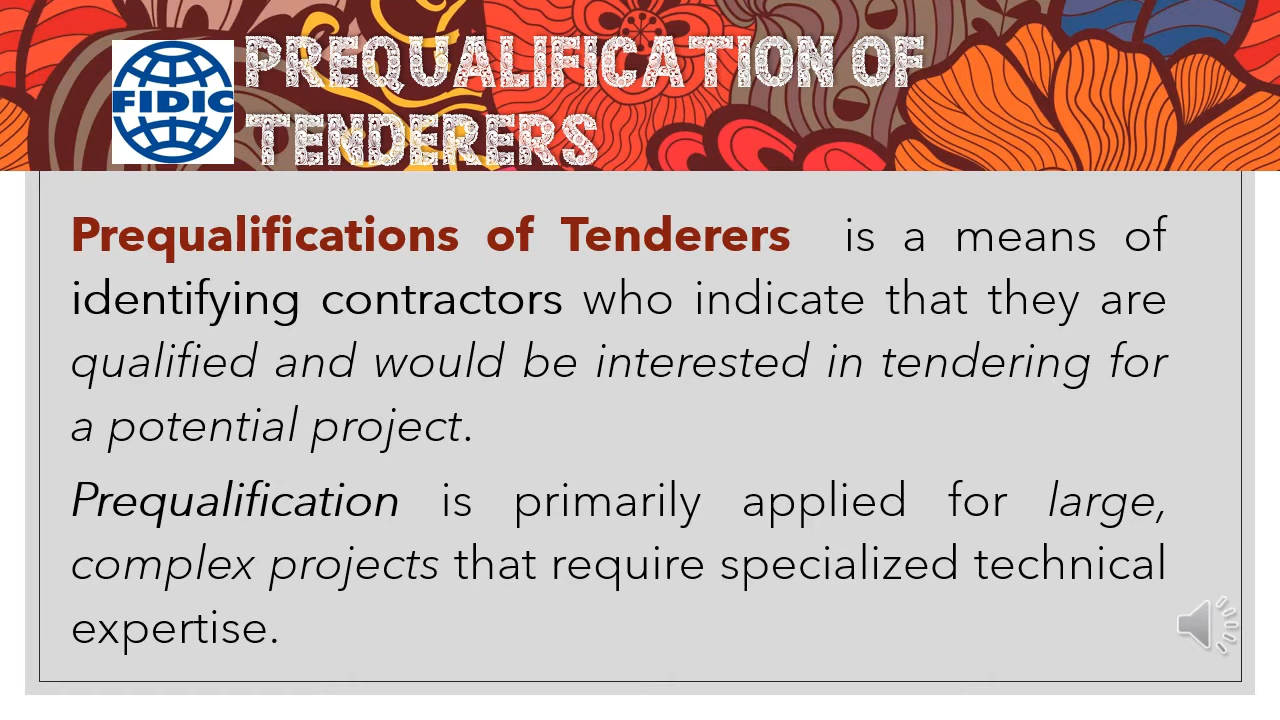 FIDIC
PREQUALIFICATION OF
TENDERERS
Prequalifications of Tenderers is a means of
identifying contractors who indicate that they are
qualified and would be interested in tendering for
a potential project.
Prequalification is primarily applied for large,
complex projects that require specialized technical
expertise.